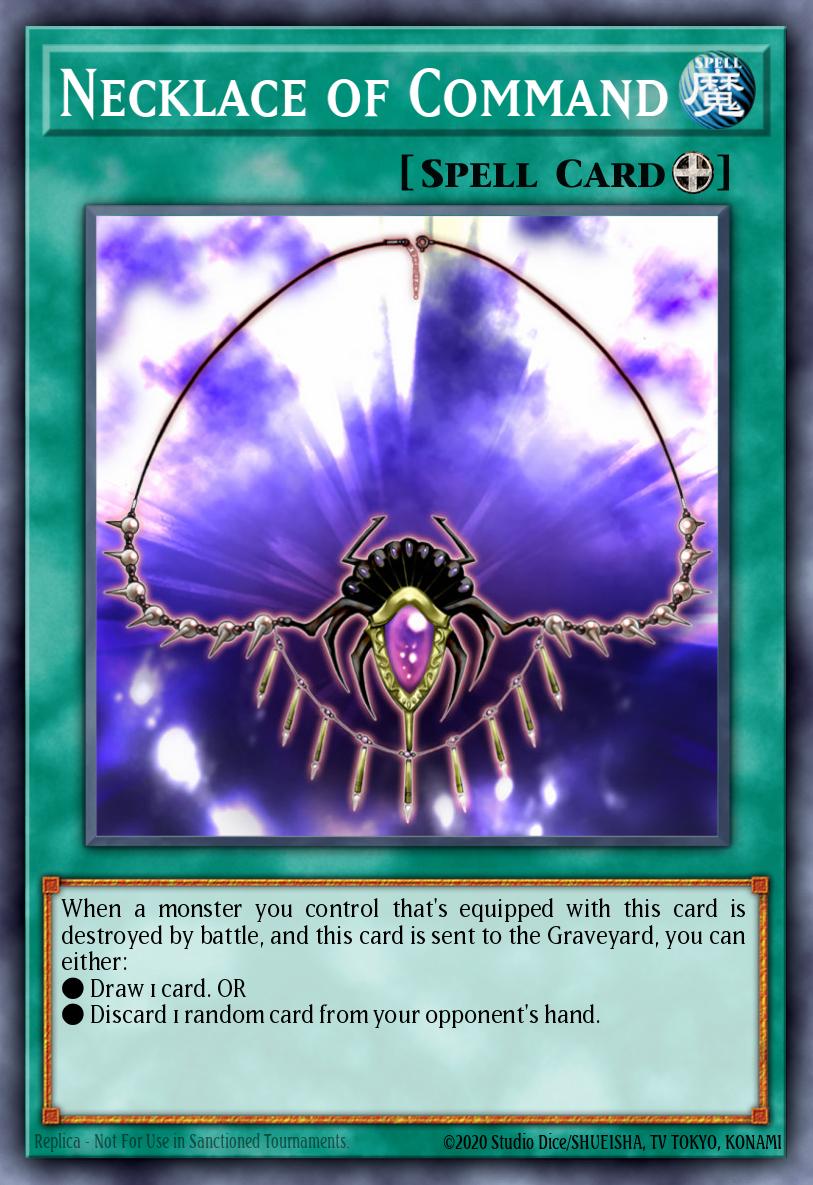 Necklace of Command
SPELL
魔
[Spell Card]
When a monster you control that's equipped with this card is
destroyed by battle, and this card is sent to the Graveyard, you can
either:
● Draw 1 card. OR
● Discard 1 random card from your opponent's hand.
Replica - Not For Use in Sanctioned Tournaments.
©2020 Studio Dice/SHUEISHA, TV TOKYO, KONAMI